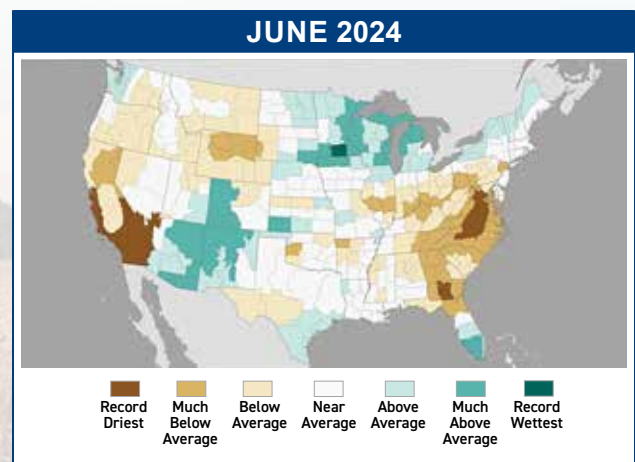 JUNE 2024
Record
Driest
Much
Below
Average
Below
Average
Near
Average
Above
Average
Much
Above
Average
Record
Wettest